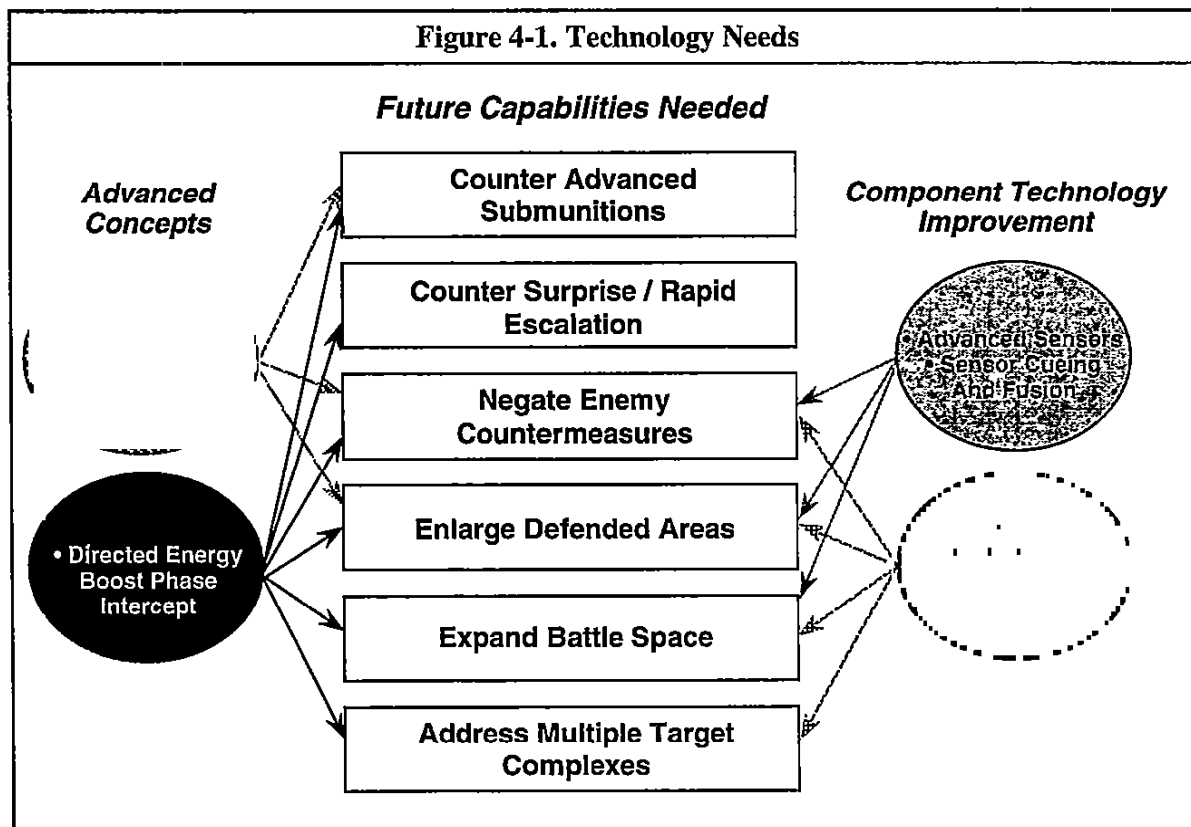 Figure 4-1. Technology Needs
Future Capabilities Needed
Advanced
Concepts
Component Technology
Improvement
Counter Advanced
Submunitions
Counter Surprise / Rapid
Escalation
Negate Enemy
Countermeasures
Enlarge Defended Areas
Expand Battle Space
Address Multiple Target
Complexes
• Directed Energy
Boost Phase
Intercept
• Advanced Sensors
• Sensor Cueing
And Fusion